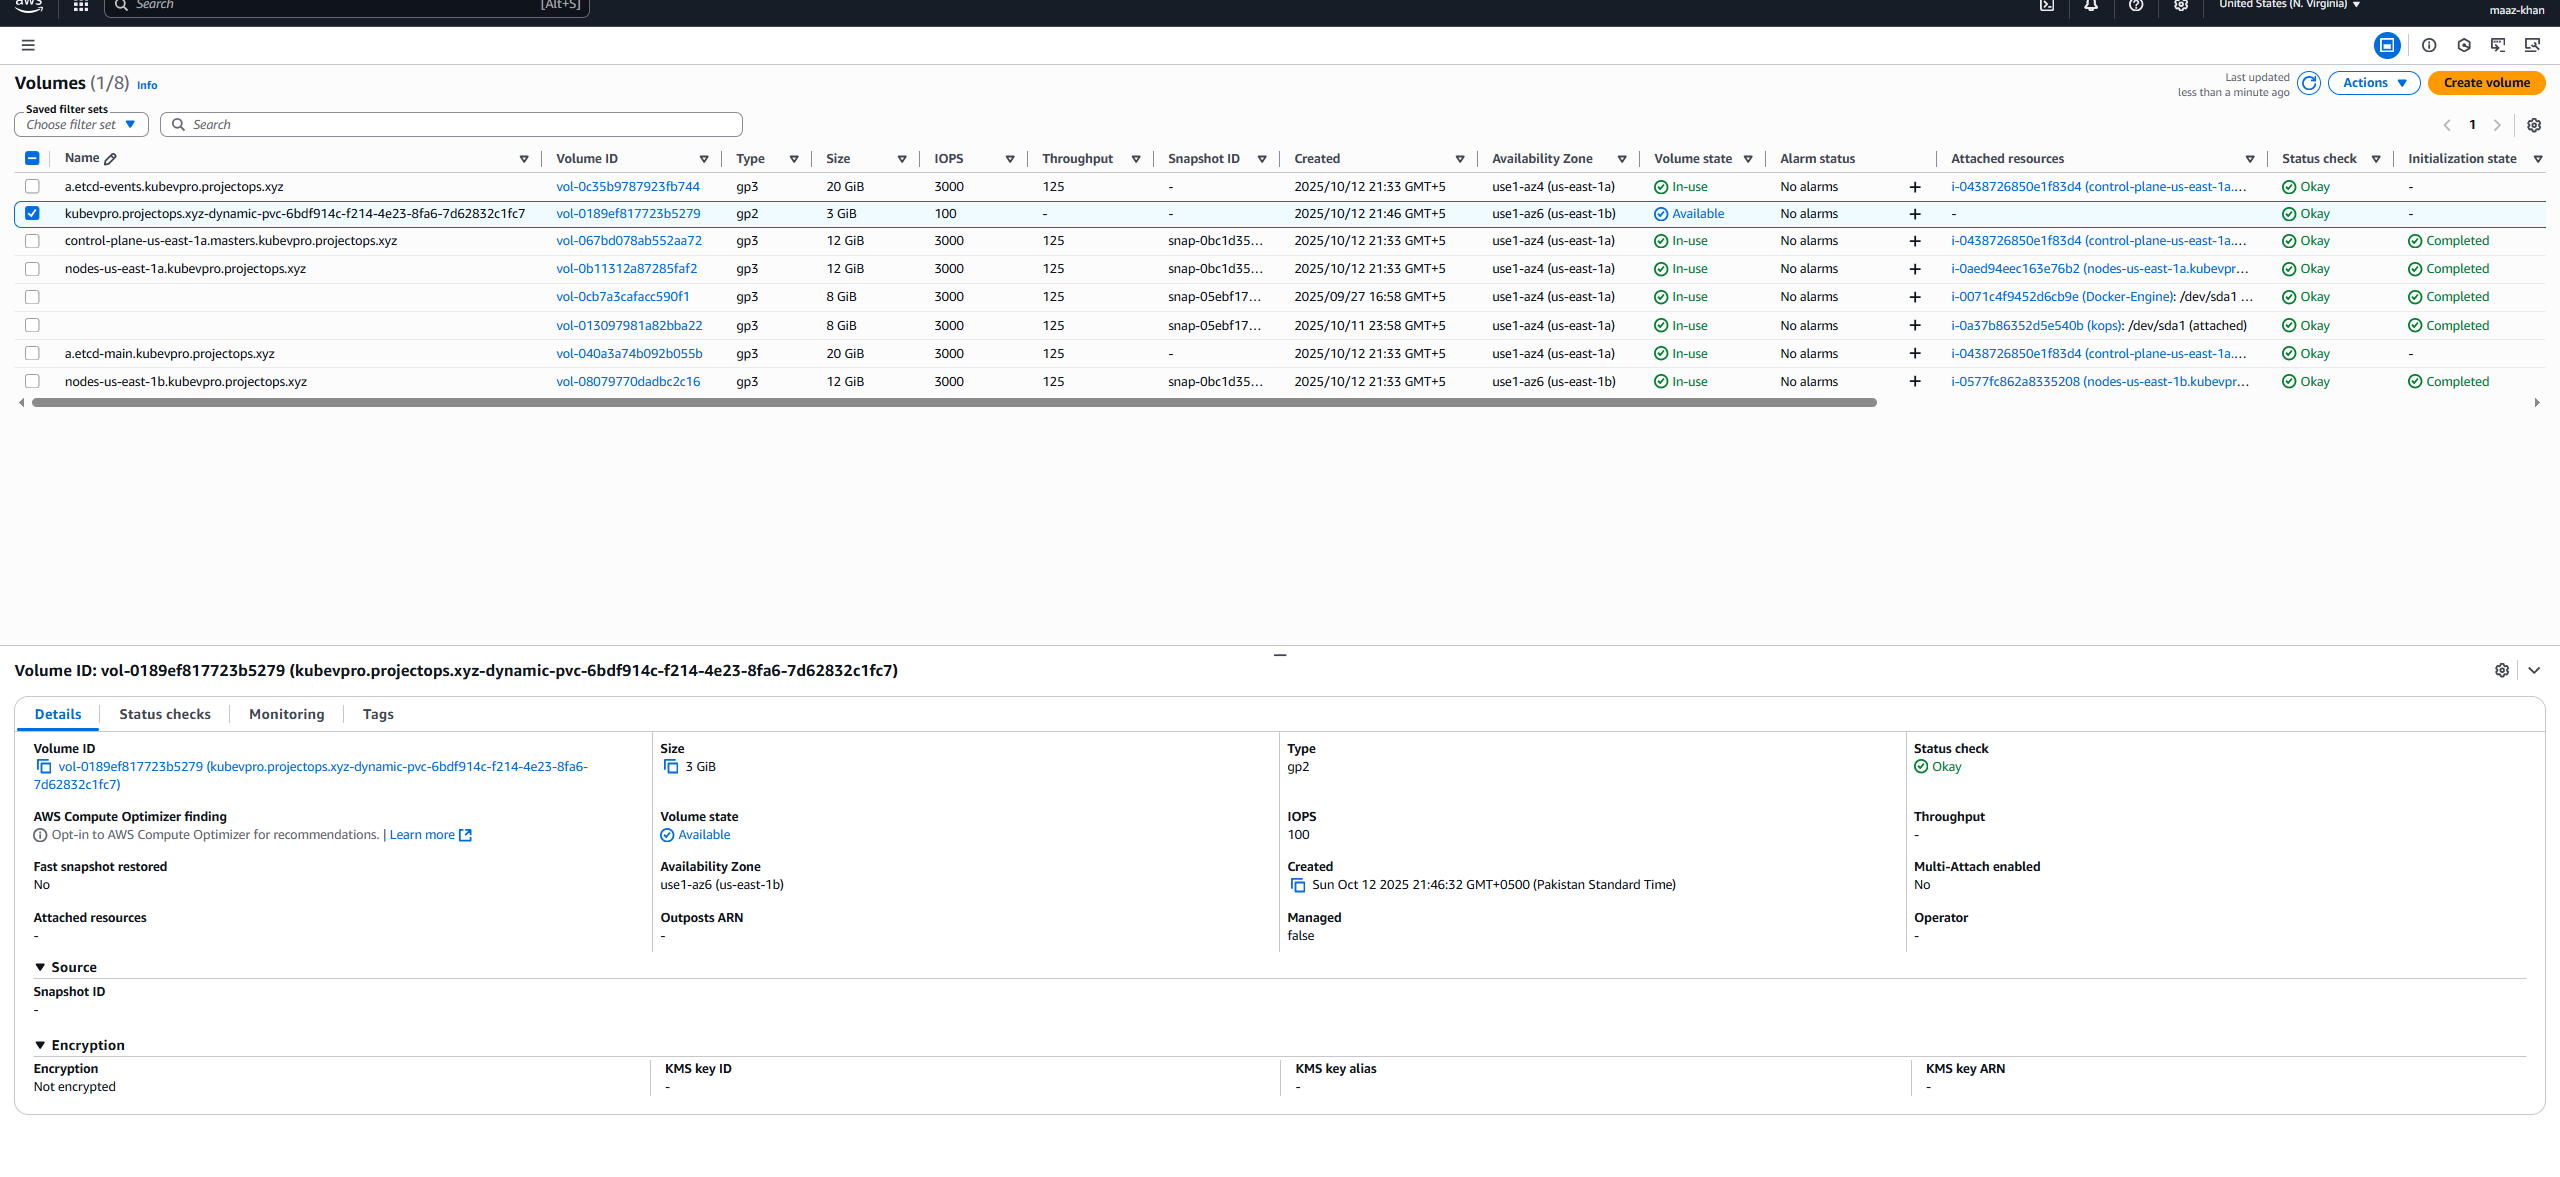 aws Search [Alt+S] United States (N. Virginia) maaz-khan
Volumes (1/8) Info Last updated less than a minute ago Actions Create volume
Saved filter sets
Choose filter set Search 1
Name Volume ID Type Size IOPS Throughput Snapshot ID Created Availability Zone Volume state Alarm status Attached resources Status check Initialization state
a.etcd-events.kubevpro.projectops.xyz vol-0c35b9787923fb744 gp3 20 GiB 3000 125 - 2025/10/12 21:33 GMT+5 use1-az4 (us-east-1a) In-use No alarms + i-0438726850e1f83d4 (control-plane-us-east-1a.... Okay -
kubevpro.projectops.xyz-dynamic-pvc-6bdf914c-f214-4e23-8fa6-7d62832c1fc7 vol-0189ef817723b5279 gp2 3 GiB 100 - - 2025/10/12 21:46 GMT+5 use1-az6 (us-east-1b) Available No alarms + - Okay -
control-plane-us-east-1a.masters.kubevpro.projectops.xyz vol-067bd078ab552aa72 gp3 12 GiB 3000 125 snap-0bc1d35... 2025/10/12 21:33 GMT+5 use1-az4 (us-east-1a) In-use No alarms + i-0438726850e1f83d4 (control-plane-us-east-1a.... Okay Completed
nodes-us-east-1a.kubevpro.projectops.xyz vol-0b11312a87285faf2 gp3 12 GiB 3000 125 snap-0bc1d35... 2025/10/12 21:33 GMT+5 use1-az4 (us-east-1a) In-use No alarms + i-0aed94eec163e76b2 (nodes-us-east-1a.kubevpr... Okay Completed
vol-0cb7a3cafacc590f1 gp3 8 GiB 3000 125 snap-05ebf17... 2025/09/27 16:58 GMT+5 use1-az4 (us-east-1a) In-use No alarms + i-0071c4f9452d6cb9e (Docker-Engine): /dev/sda1 ... Okay Completed
vol-013097981a82bba22 gp3 8 GiB 3000 125 snap-05ebf17... 2025/10/11 23:58 GMT+5 use1-az4 (us-east-1a) In-use No alarms + i-0a37b86352d5e540b (kops): /dev/sda1 (attached) Okay Completed
a.etcd-main.kubevpro.projectops.xyz vol-040a3a74b092b055b gp3 20 GiB 3000 125 - 2025/10/12 21:33 GMT+5 use1-az4 (us-east-1a) In-use No alarms + i-0438726850e1f83d4 (control-plane-us-east-1a.... Okay -
nodes-us-east-1b.kubevpro.projectops.xyz vol-08079770dadbc2c16 gp3 12 GiB 3000 125 snap-0bc1d35... 2025/10/12 21:33 GMT+5 use1-az6 (us-east-1b) In-use No alarms + i-0577fc862a8335208 (nodes-us-east-1b.kubevpr... Okay Completed
Volume ID: vol-0189ef817723b5279 (kubevpro.projectops.xyz-dynamic-pvc-6bdf914c-f214-4e23-8fa6-7d62832c1fc7)
Details Status checks Monitoring Tags
Volume ID
vol-0189ef817723b5279 (kubevpro.projectops.xyz-dynamic-pvc-6bdf914c-f214-4e23-8fa6-
7d62832c1fc7)
Size
3 GiB
Type
gp2
Status check
Okay
AWS Compute Optimizer finding
Opt-in to AWS Compute Optimizer for recommendations. | Learn more
Volume state
Available
IOPS
100
Throughput
-
Fast snapshot restored
No
Availability Zone
use1-az6 (us-east-1b)
Created
Sun Oct 12 2025 21:46:32 GMT+0500 (Pakistan Standard Time)
Multi-Attach enabled
No
Attached resources
-
Outposts ARN
-
Managed
false
Operator
-
Source
Snapshot ID
-
Encryption
Encryption
Not encrypted
KMS key ID
-
KMS key alias
-
KMS key ARN
-